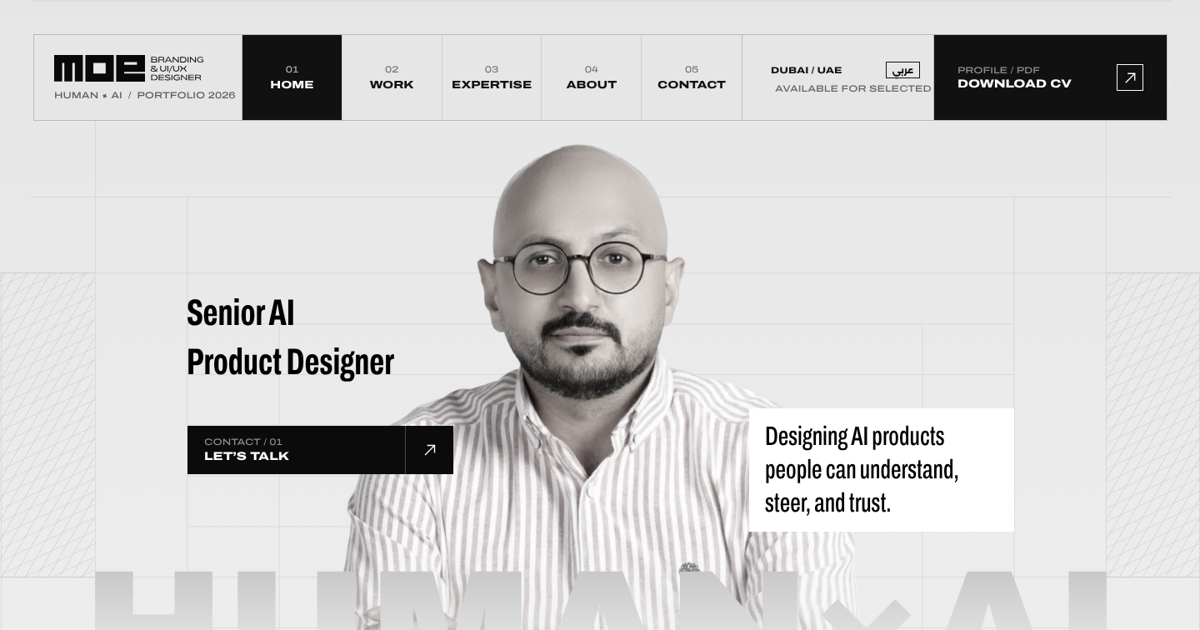 moe
BRANDING
& UI/UX
DESIGNER
HUMAN × AI / PORTFOLIO 2026
01
HOME
02
WORK
03
EXPERTISE
04
ABOUT
05
CONTACT
DUBAI / UAE
عربي
AVAILABLE FOR SELECTED
PROFILE / PDF
DOWNLOAD CV
Senior AI
Product Designer
CONTACT / 01
LET'S TALK
Designing AI products
people can understand,
steer, and trust.
HUMAN × AI